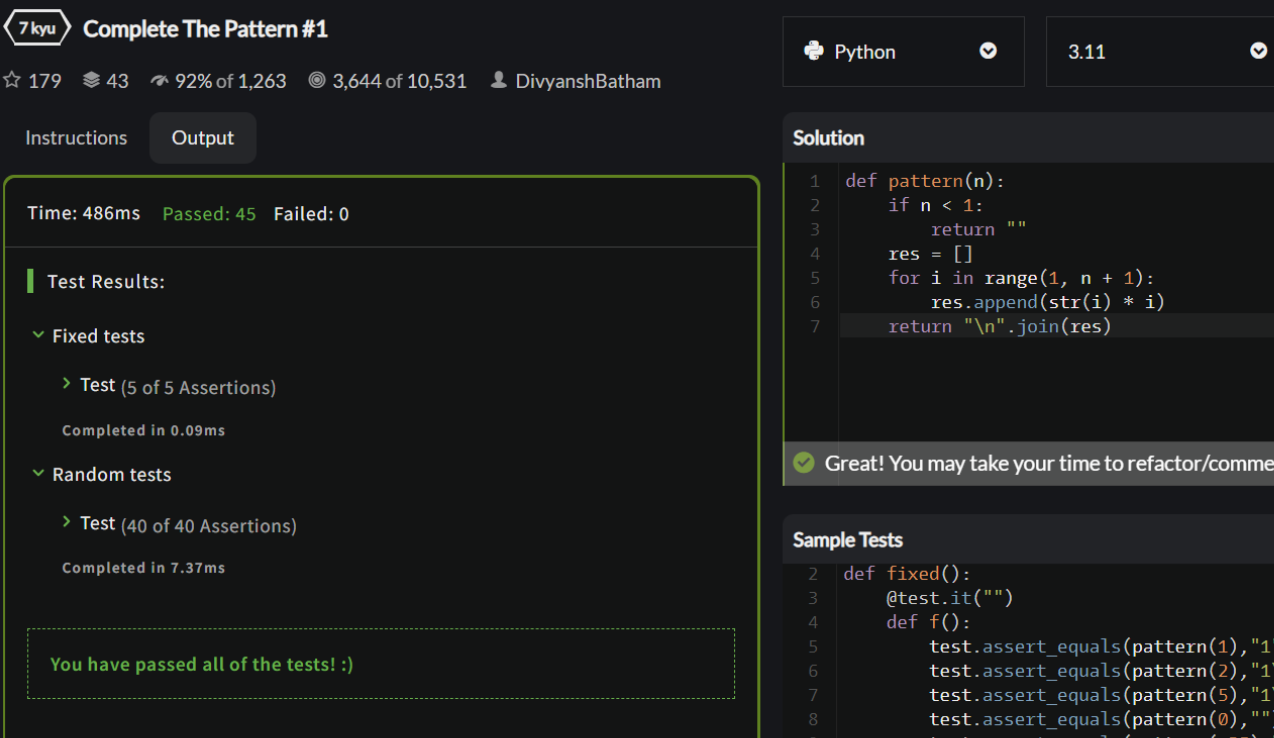 7 kyu Complete The Pattern #1
179 43 92% of 1,263 3,644 of 10,531 DivyanshBatham
Instructions Output
Time: 486ms Passed: 45 Failed: 0
Test Results:
Fixed tests
Test (5 of 5 Assertions)
Completed in 0.09ms
Random tests
Test (40 of 40 Assertions)
Completed in 7.37ms
You have passed all of the tests! :)
Python 3.11
Solution
1 def pattern(n):
2     if n < 1:
3         return ""
4     res = []
5     for i in range(1, n + 1):
6         res.append(str(i) * i)
7     return "\n".join(res)
Great! You may take your time to refactor/comme
Sample Tests
2 def fixed():
3     @test.it("")
4     def f():
5         test.assert_equals(pattern(1),"1
6         test.assert_equals(pattern(2),"1
7         test.assert_equals(pattern(5),"1
8         test.assert_equals(pattern(0),""